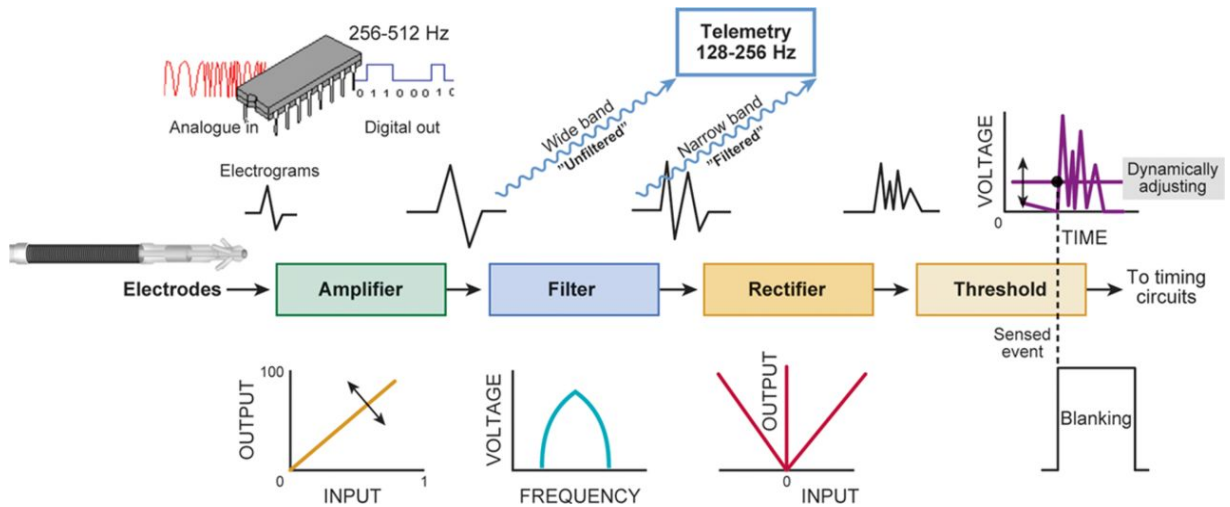 256-512 Hz
0 1 1 0 0 0 1 0
Analogue in
Digital out
Telemetry
128-256 Hz
Wide band
"Unfiltered"
Narrow band
"Filtered"
Electrograms
VOLTAGE
0
TIME
Dynamically
adjusting
Electrodes
Amplifier
Filter
Rectifier
Threshold
To timing
circuits
Sensed
event
OUTPUT
100
0
INPUT
1
VOLTAGE
FREQUENCY
OUTPUT
0
INPUT
Blanking